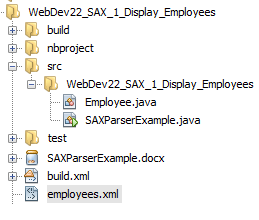 WebDev22_SAX_1_Display_Employees
build
nbproject
src
WebDev22_SAX_1_Display_Employees
Employee.java
SAXParserExample.java
test
SAXParserExample.docx
build.xml
employees.xml